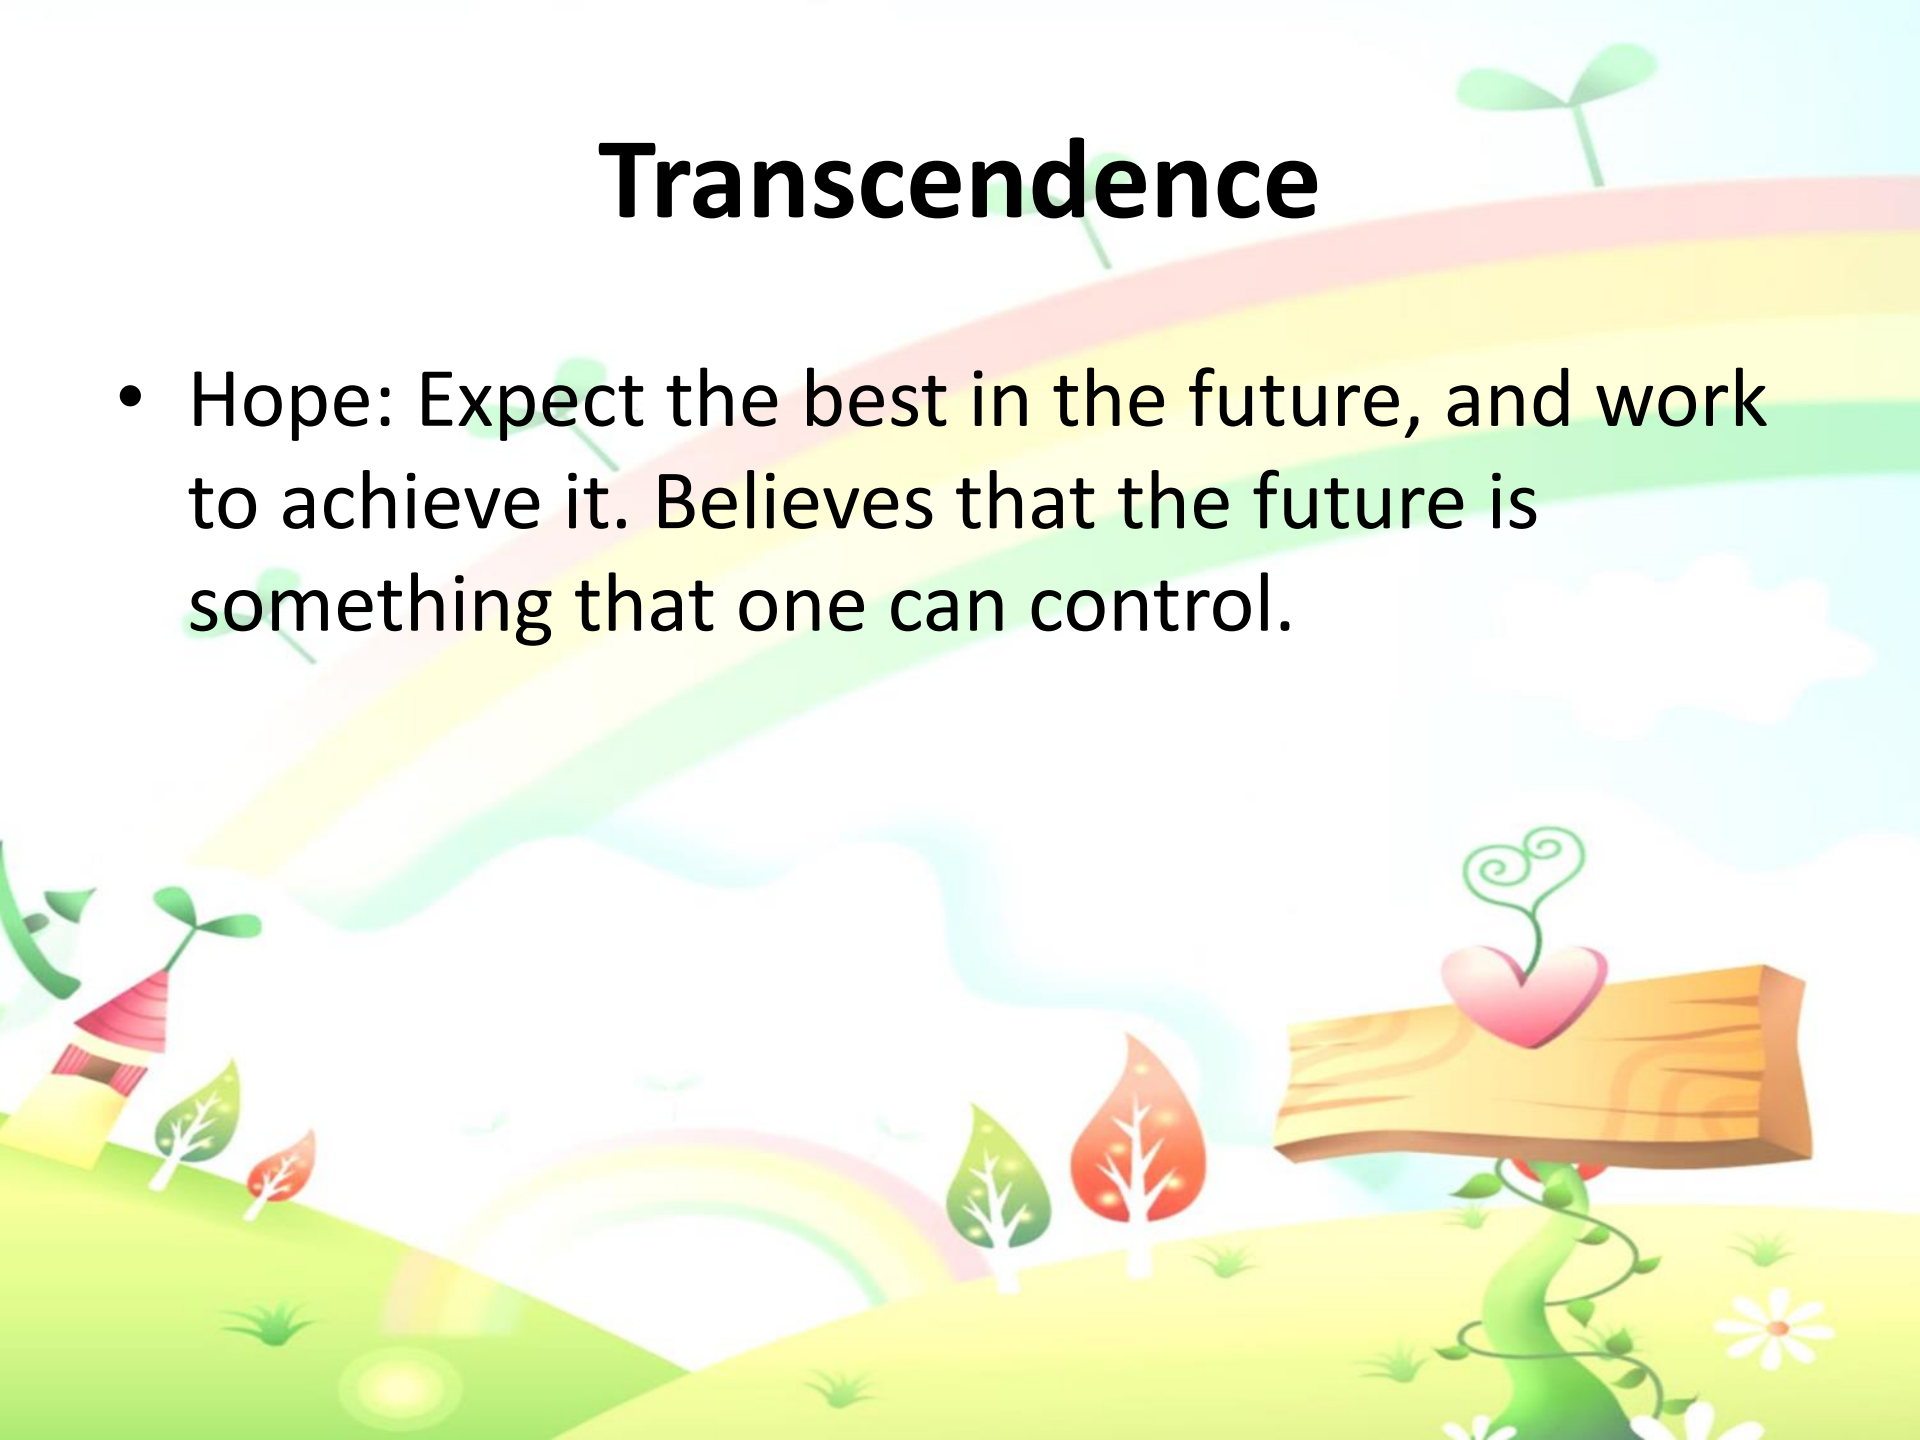 Transcendence
• Hope: Expect the best in the future, and work
to achieve it. Believes that the future is
something that one can control.